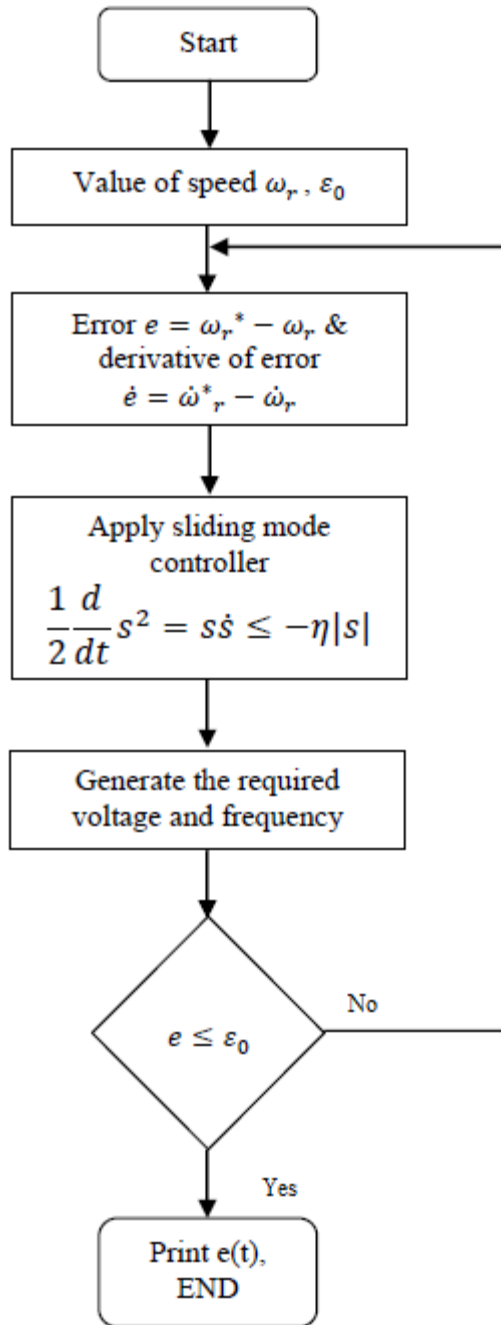 Start
Value of speed ωᵣ , ε₀
Error e = ωᵣ* − ωᵣ &
derivative of error
ė = ω̇*ᵣ − ω̇ᵣ
Apply sliding mode
controller
1/2 d/dt s² = sṡ ≤ −η|s|
Generate the required
voltage and frequency
No
e ≤ ε₀
Yes
Print e(t),
END